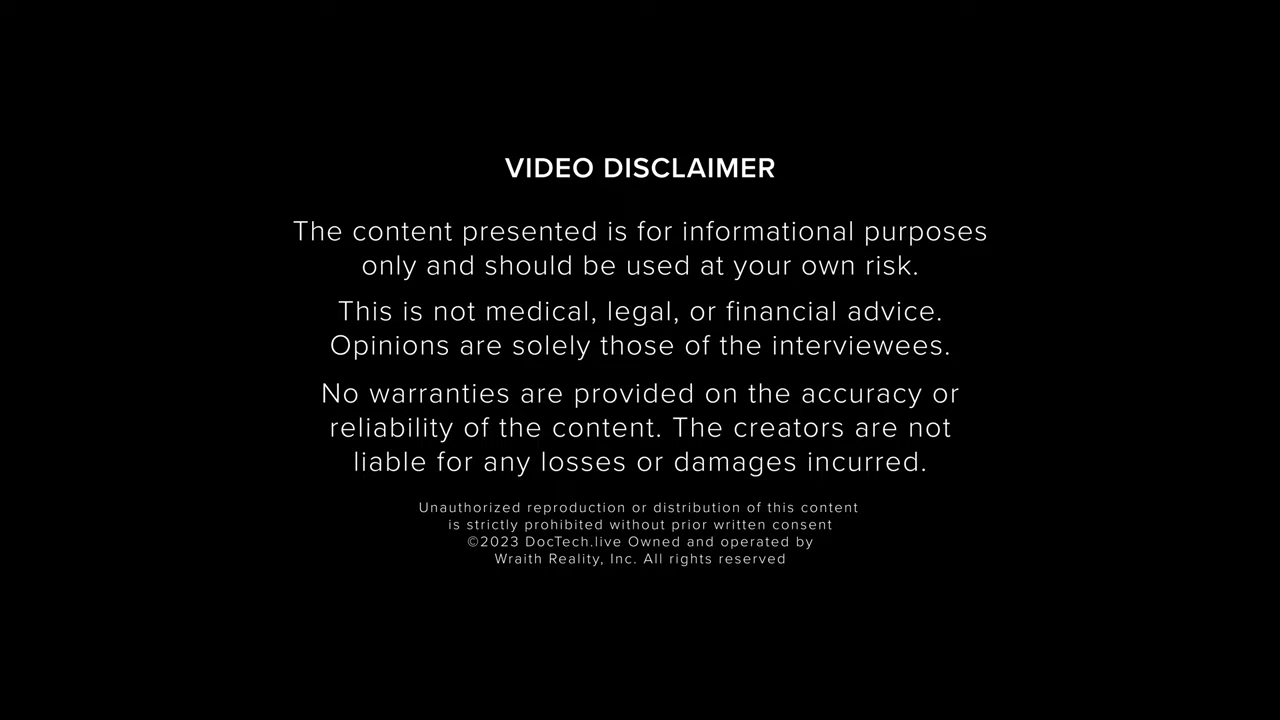 VIDEO DISCLAIMER
The content presented is for informational purposes
only and should be used at your own risk.
This is not medical, legal, or financial advice.
Opinions are solely those of the interviewees.
No warranties are provided on the accuracy or
reliability of the content. The creators are not
liable for any losses or damages incurred.
Unauthorized reproduction or distribution of this content
is strictly prohibited without prior written consent
©2023 DocTech.live Owned and operated by
Wraith Reality, Inc. All rights reserved